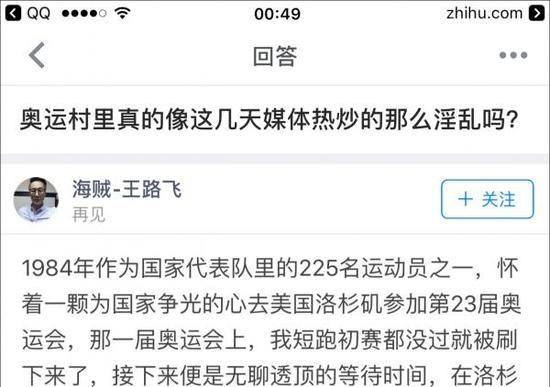 QQ 00:49 zhihu.com
回答
奥运村里真的像这几天媒体热炒的那么淫乱吗?
海贼-王路飞
再见
+ 关注
1984年作为国家代表队里的225名运动员之一，怀
着一颗为国家争光的心去美国洛杉矶参加第23届奥
运会，那一届奥运会上，我短跑初赛都没过就被刷
下来了，接下来便是无聊透顶的等待时间，在洛杉